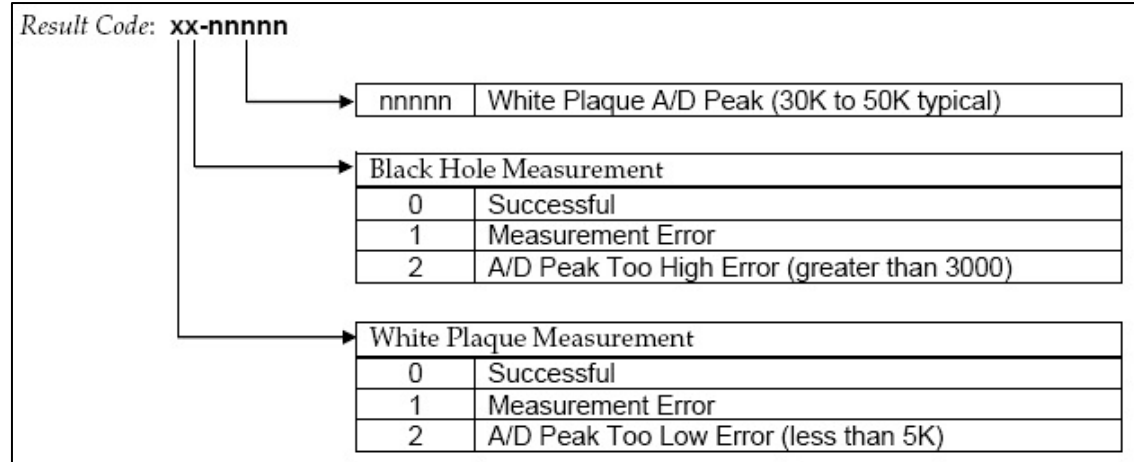 Result Code: xx-nnnnn
nnnnn White Plaque A/D Peak (30K to 50K typical)
Black Hole Measurement
0 Successful
1 Measurement Error
2 A/D Peak Too High Error (greater than 3000)
White Plaque Measurement
0 Successful
1 Measurement Error
2 A/D Peak Too Low Error (less than 5K)